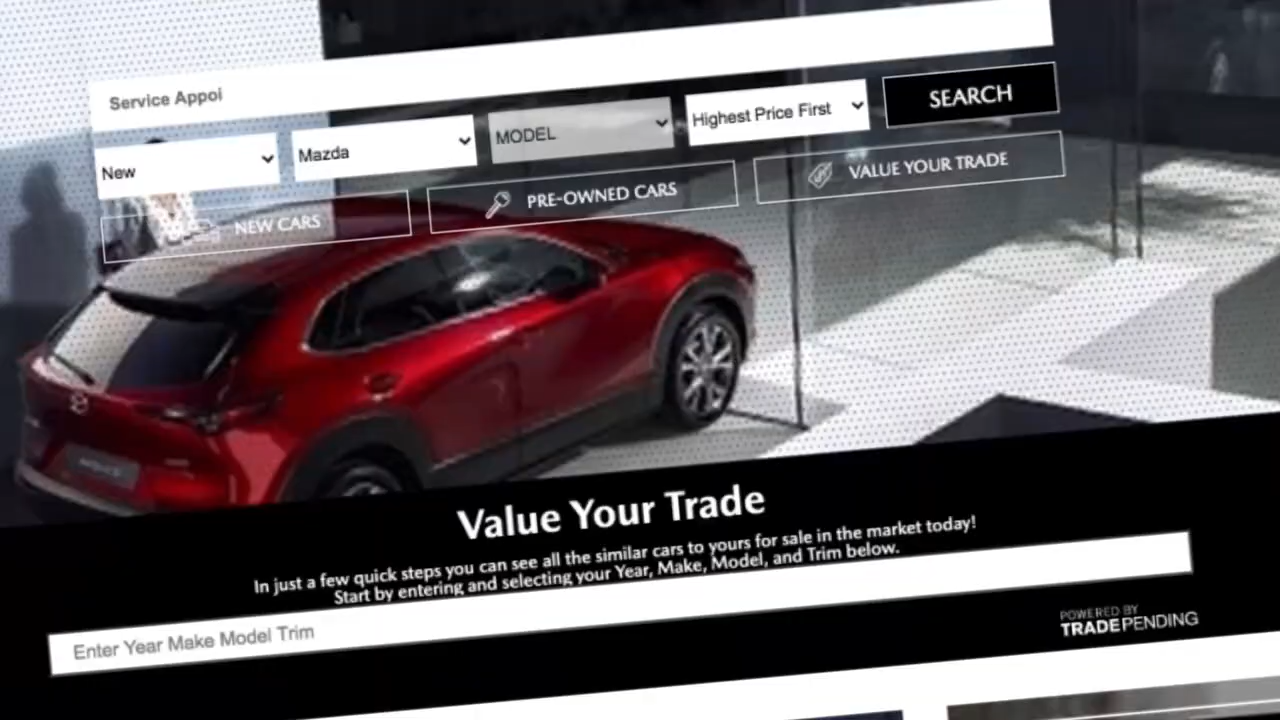 Service Appoi
New
Mazda
MODEL
Highest Price First
SEARCH
NEW CARS
PRE-OWNED CARS
VALUE YOUR TRADE
Value Your Trade
In just a few quick steps you can see all the similar cars to yours for sale in the market today!
Start by entering and selecting your Year, Make, Model, and Trim below.
Enter Year Make Model Trim
POWERED BY
TRADEPENDING